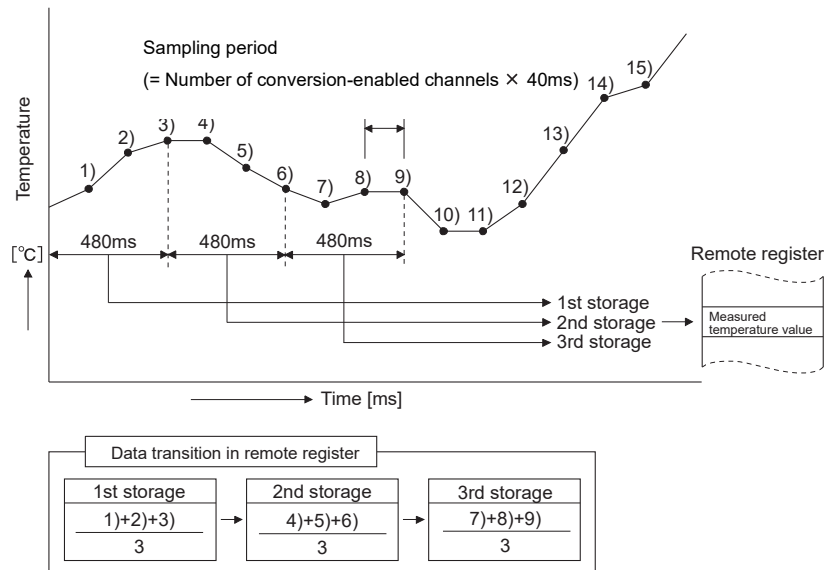 Sampling period
(= Number of conversion-enabled channels × 40ms)
Temperature
1)
2)
3)
4)
5)
6)
7)
8)
9)
10)
11)
12)
13)
14)
15)
[°C]
480ms
480ms
480ms
Remote register
1st storage
2nd storage
3rd storage
Measured
temperature value
Time [ms]
Data transition in remote register
1st storage
1)+2)+3)
3
2nd storage
4)+5)+6)
3
3rd storage
7)+8)+9)
3